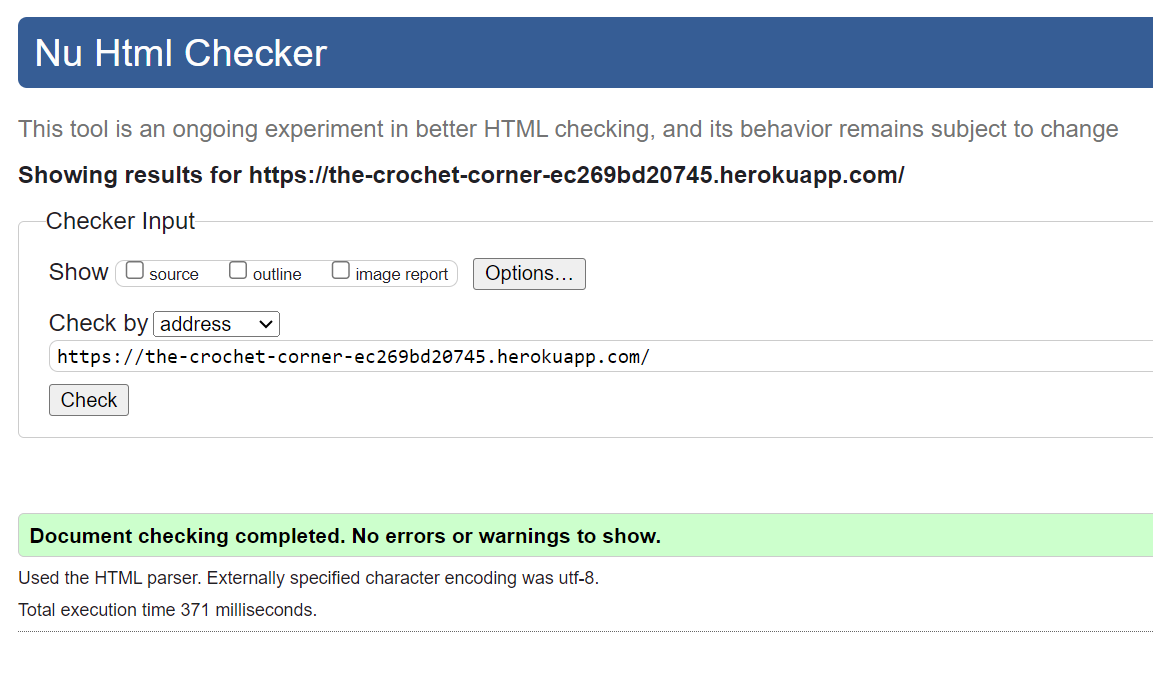 Nu Html Checker
This tool is an ongoing experiment in better HTML checking, and its behavior remains subject to change
Showing results for https://the-crochet-corner-ec269bd20745.herokuapp.com/
Checker Input
Show source outline image report Options…
Check by address
https://the-crochet-corner-ec269bd20745.herokuapp.com/
Check
Document checking completed. No errors or warnings to show.
Used the HTML parser. Externally specified character encoding was utf-8.
Total execution time 371 milliseconds.